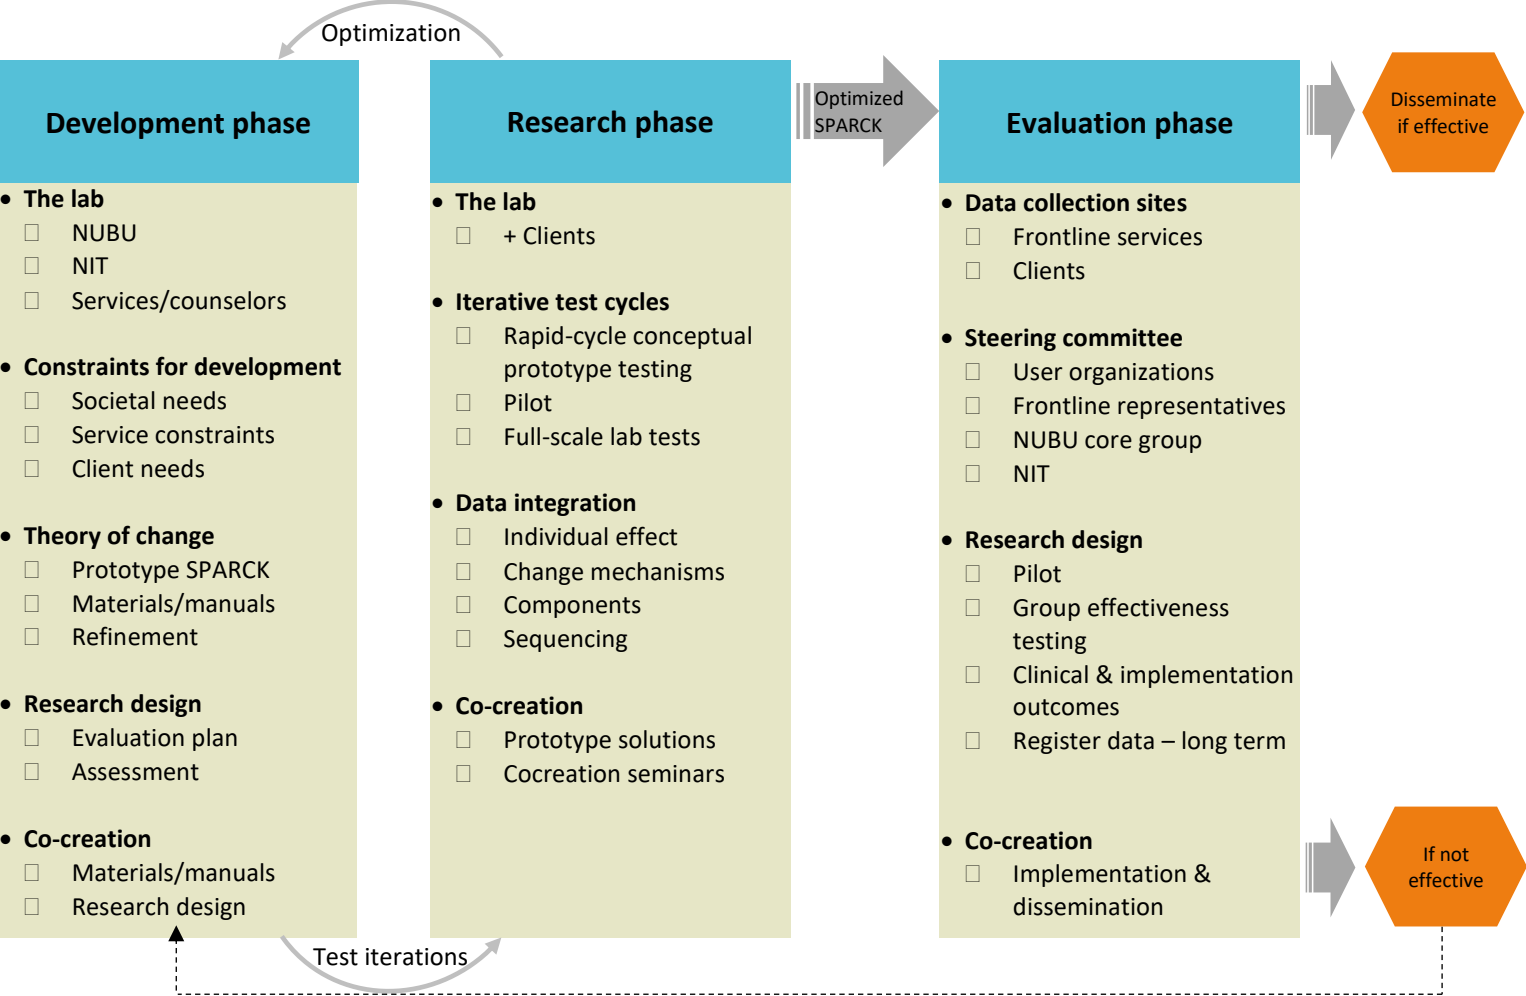 Optimization
Development phase
• The lab
□ NUBU
□ NIT
□ Services/counselors
• Constraints for development
□ Societal needs
□ Service constraints
□ Client needs
• Theory of change
□ Prototype SPARCK
□ Materials/manuals
□ Refinement
• Research design
□ Evaluation plan
□ Assessment
• Co-creation
□ Materials/manuals
□ Research design
Test iterations
Research phase
• The lab
□ + Clients
• Iterative test cycles
□ Rapid-cycle conceptual
prototype testing
□ Pilot
□ Full-scale lab tests
• Data integration
□ Individual effect
□ Change mechanisms
□ Components
□ Sequencing
• Co-creation
□ Prototype solutions
□ Cocreation seminars
Optimized
SPARCK
Evaluation phase
• Data collection sites
□ Frontline services
□ Clients
• Steering committee
□ User organizations
□ Frontline representatives
□ NUBU core group
□ NIT
• Research design
□ Pilot
□ Group effectiveness
testing
□ Clinical & implementation
outcomes
□ Register data – long term
• Co-creation
□ Implementation &
dissemination
Disseminate
if effective
If not
effective